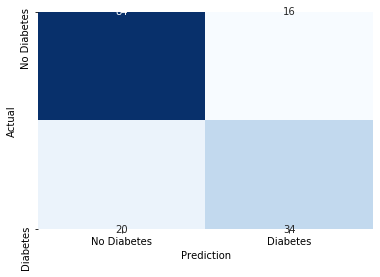 No Diabetes
16
Actual
20
34
Diabetes
No Diabetes
Diabetes
Prediction